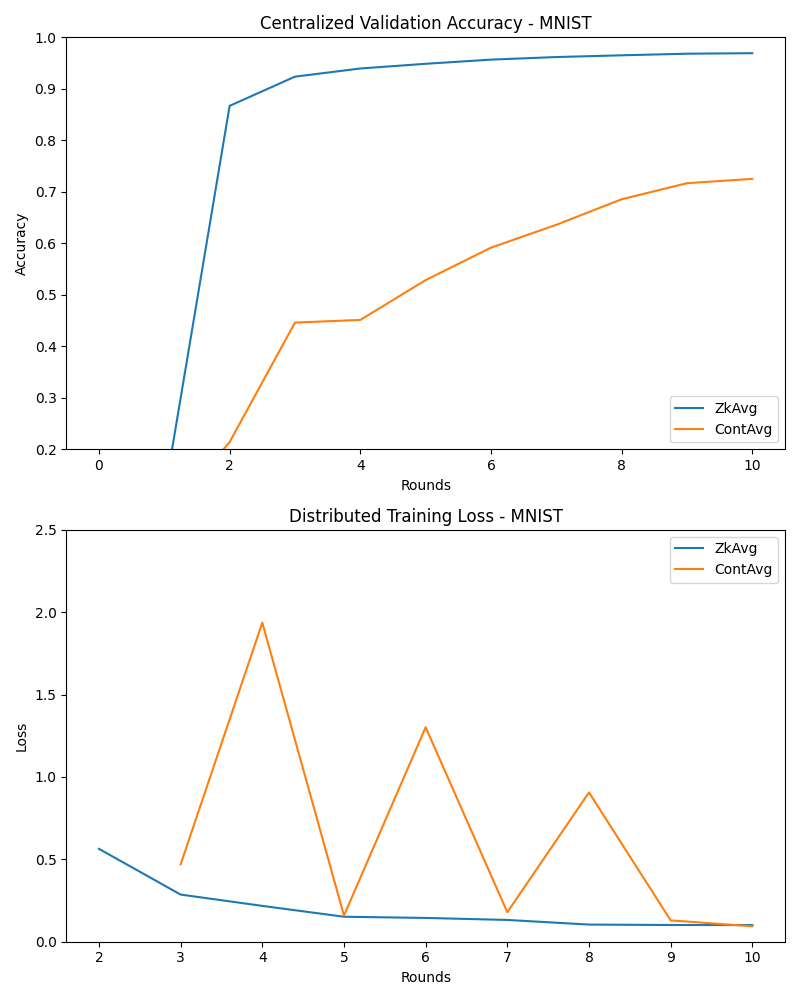 Centralized Validation Accuracy - MNIST
1.0
0.9
0.8
0.7
0.6
0.5
0.4
0.3
0.2
Accuracy
ZkAvg
ContAvg
0 2 4 6 8 10
Rounds
Distributed Training Loss - MNIST
2.5
2.0
1.5
1.0
0.5
0.0
Loss
ZkAvg
ContAvg
2 3 4 5 6 7 8 9 10
Rounds